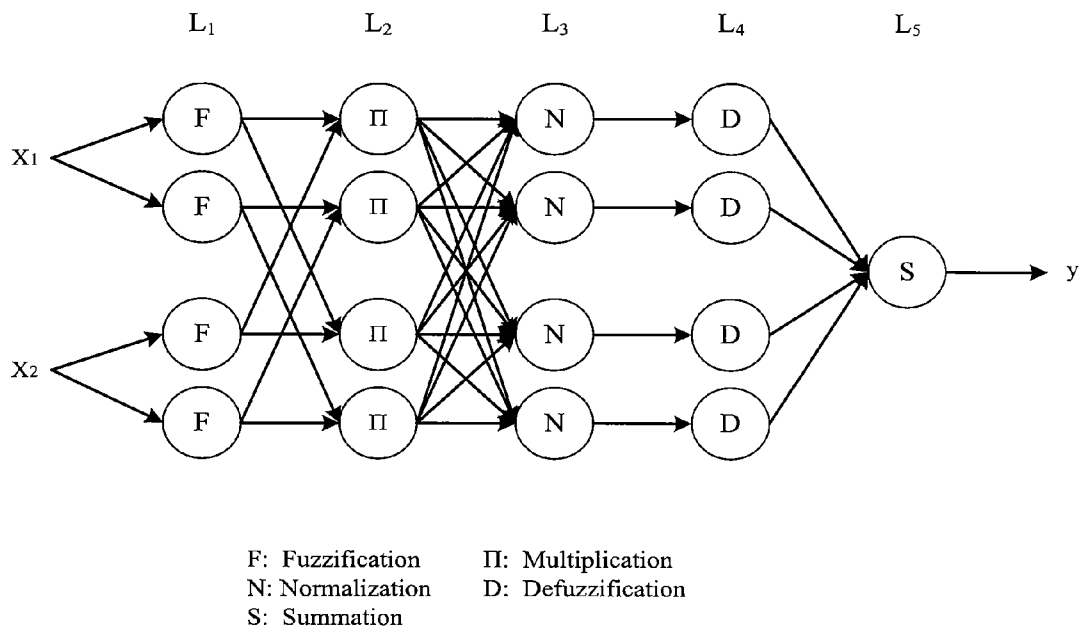 L₁ L₂ L₃ L₄ L₅
F Π N D
X₁
F Π N D
S y
F Π N D
X₂
F Π N D
F: Fuzzification Π: Multiplication
N: Normalization D: Defuzzification
S: Summation